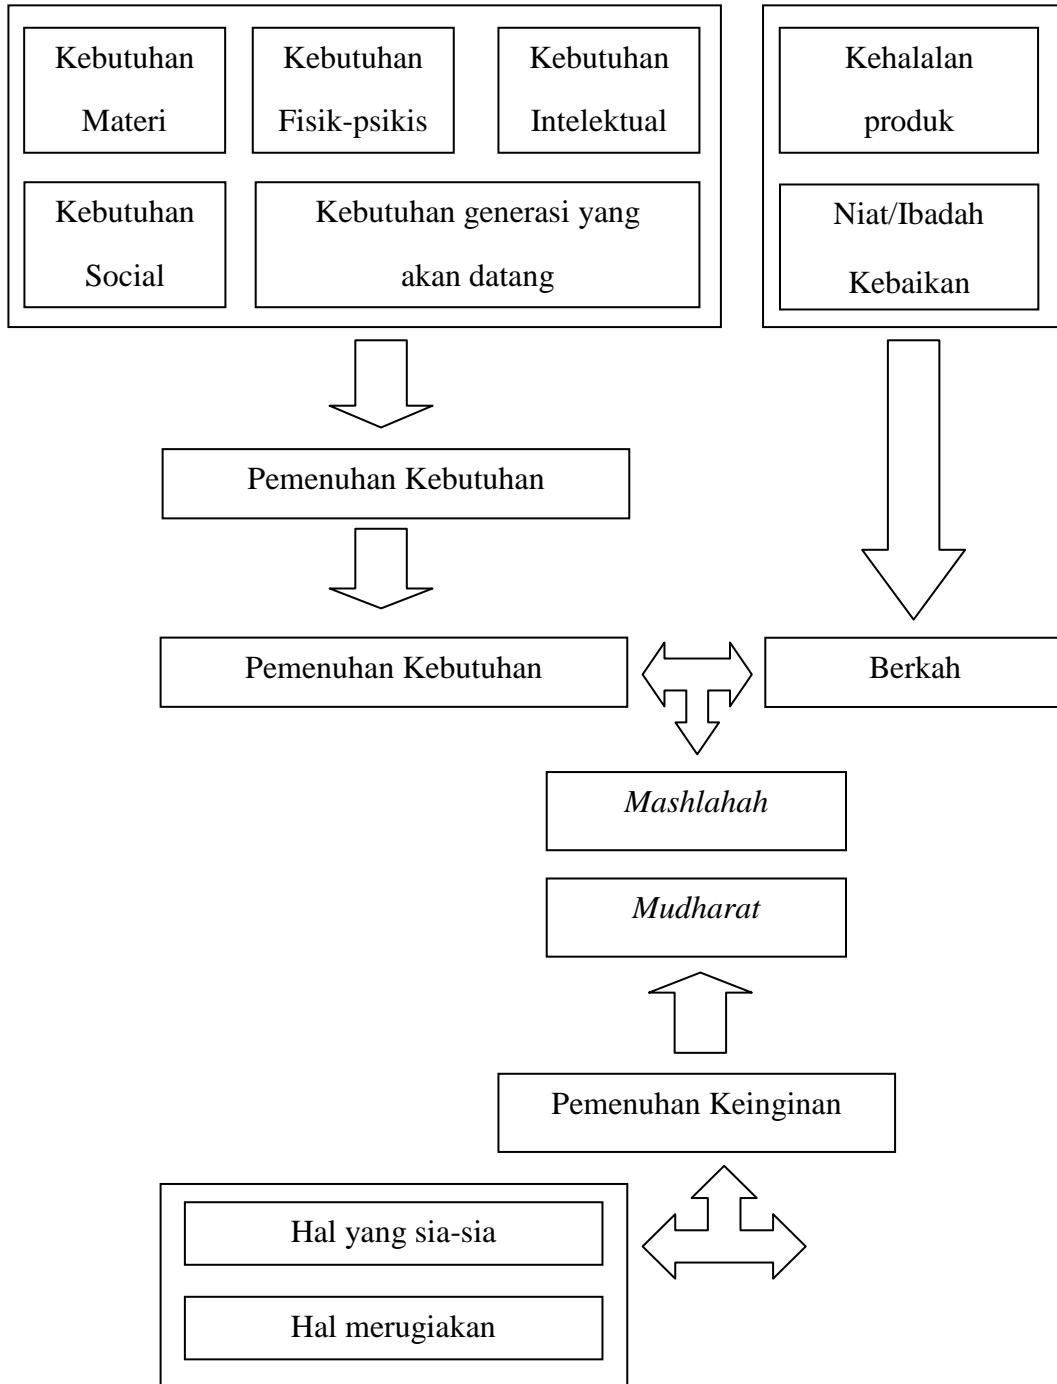 Kebutuhan
Materi
Kebutuhan
Fisik-psikis
Kebutuhan
Intelektual
Kehalalan
produk
Kebutuhan
Social
Kebutuhan generasi yang
akan datang
Niat/Ibadah
Kebaikan
Pemenuhan Kebutuhan
Pemenuhan Kebutuhan
Berkah
Mashlahah
Mudharat
Pemenuhan Keinginan
Hal yang sia-sia
Hal merugiakan